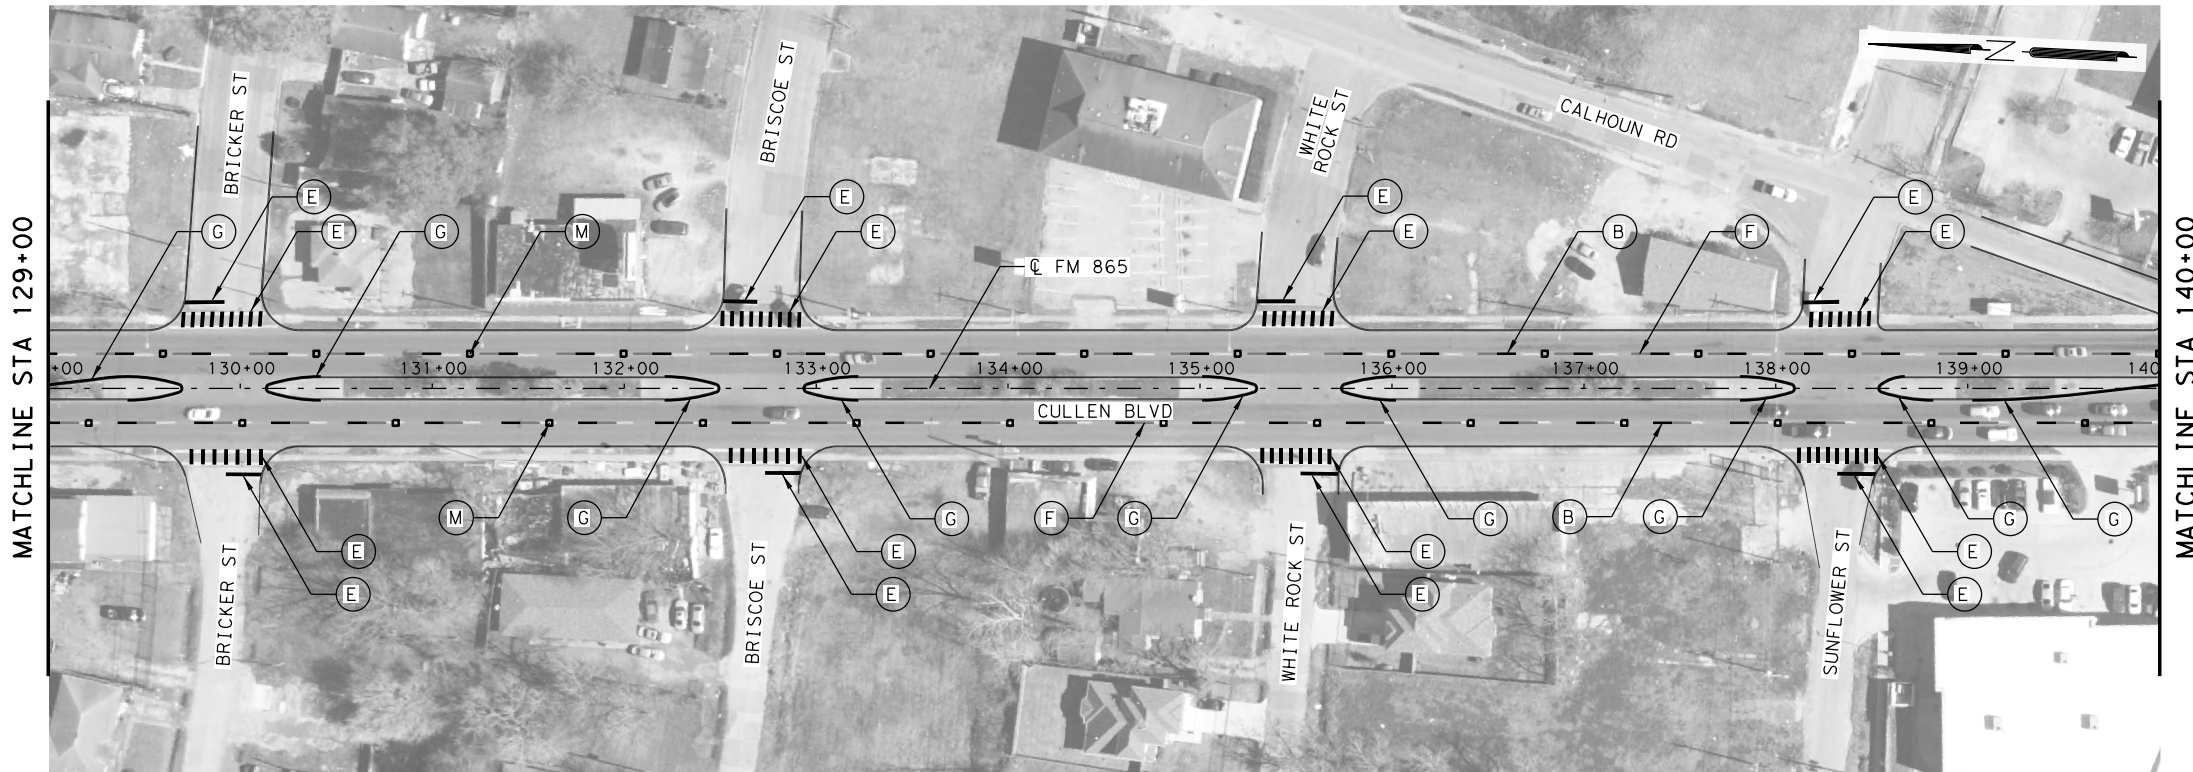 N
BRICKER ST
BRISCOE ST
WHITE
ROCK ST
CALHOUN RD
E
E
E
E
G
E
G
M
E
E
B
F
E
℄ FM 865
MATCHLINE STA 129+00
MATCHLINE STA 140+00
+00
130+00
131+00
132+00
133+00
134+00
135+00
136+00
137+00
138+00
139+00
140
CULLEN BLVD
M
G
G
F
G
G
B
G
G
G
E
E
E
E
E
E
E
E
BRICKER ST
BRISCOE ST
WHITE ROCK ST
SUNFLOWER ST